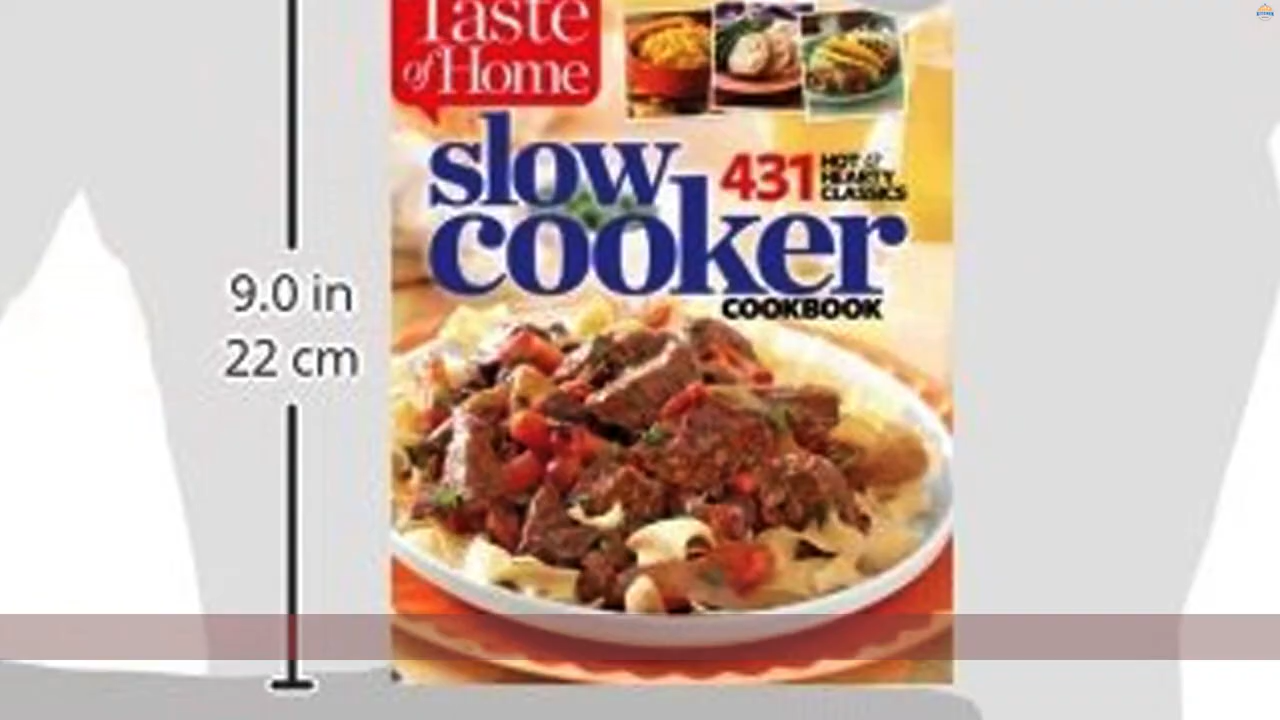 Taste
of Home
slow
cooker
431 HOT &
HEARTY
CLASSICS
COOKBOOK
9.0 in
22 cm